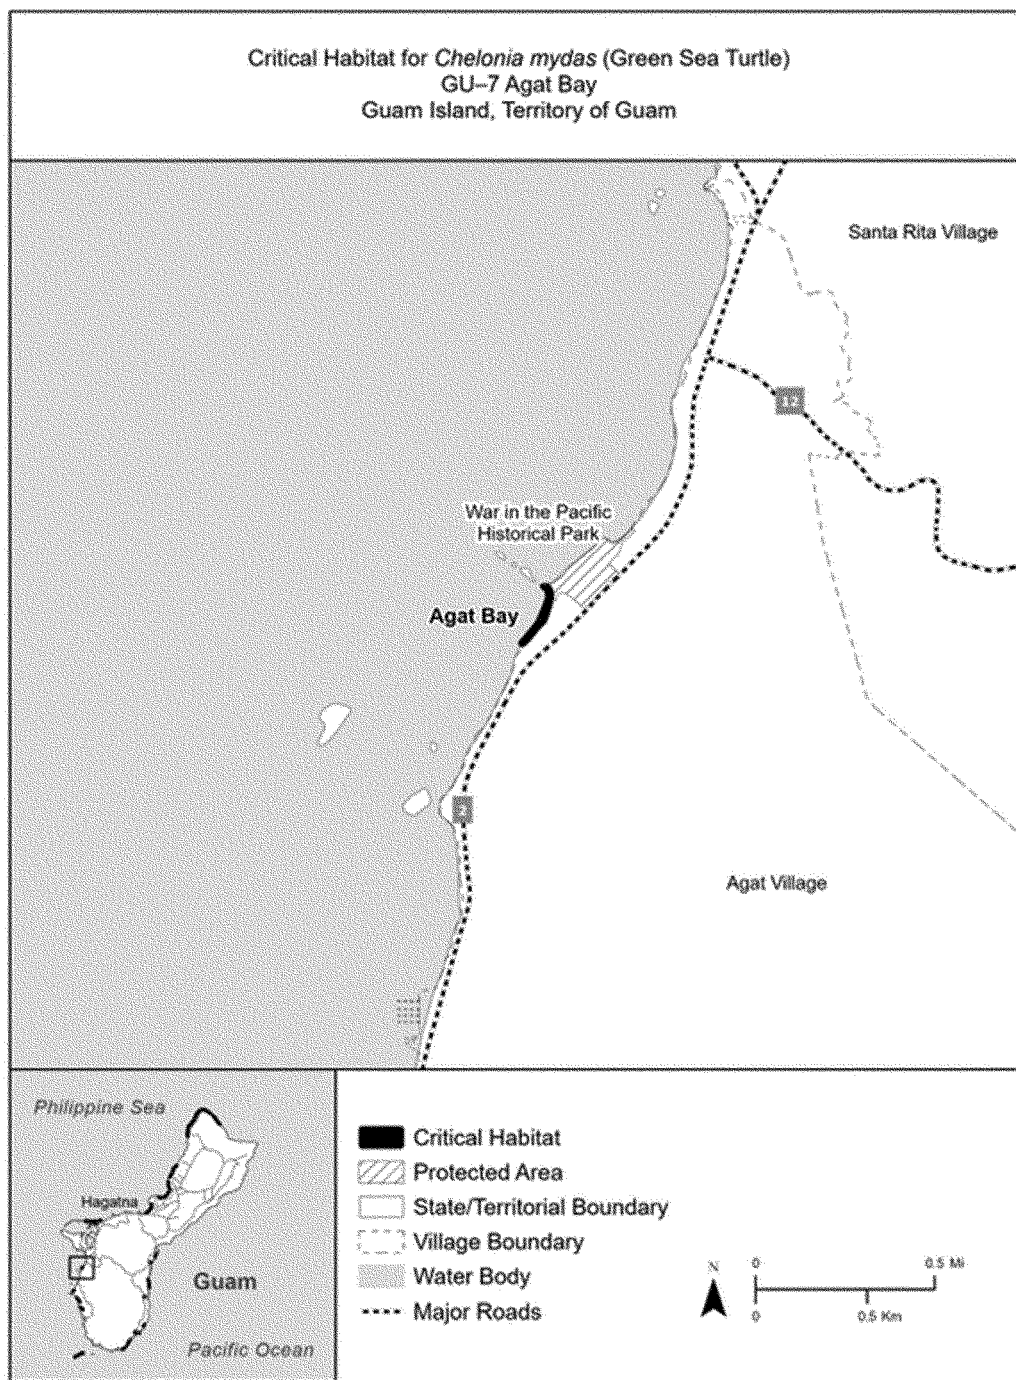 Critical Habitat for Chelonia mydas (Green Sea Turtle)
GU–7 Agat Bay
Guam Island, Territory of Guam
Santa Rita Village
12
War in the Pacific
Historical Park
Agat Bay
2
Agat Village
Philippine Sea
Hagatna
Guam
Pacific Ocean
Critical Habitat
Protected Area
State/Territorial Boundary
Village Boundary
Water Body
Major Roads
N
0 0.5 Mi
0 0.5 Km